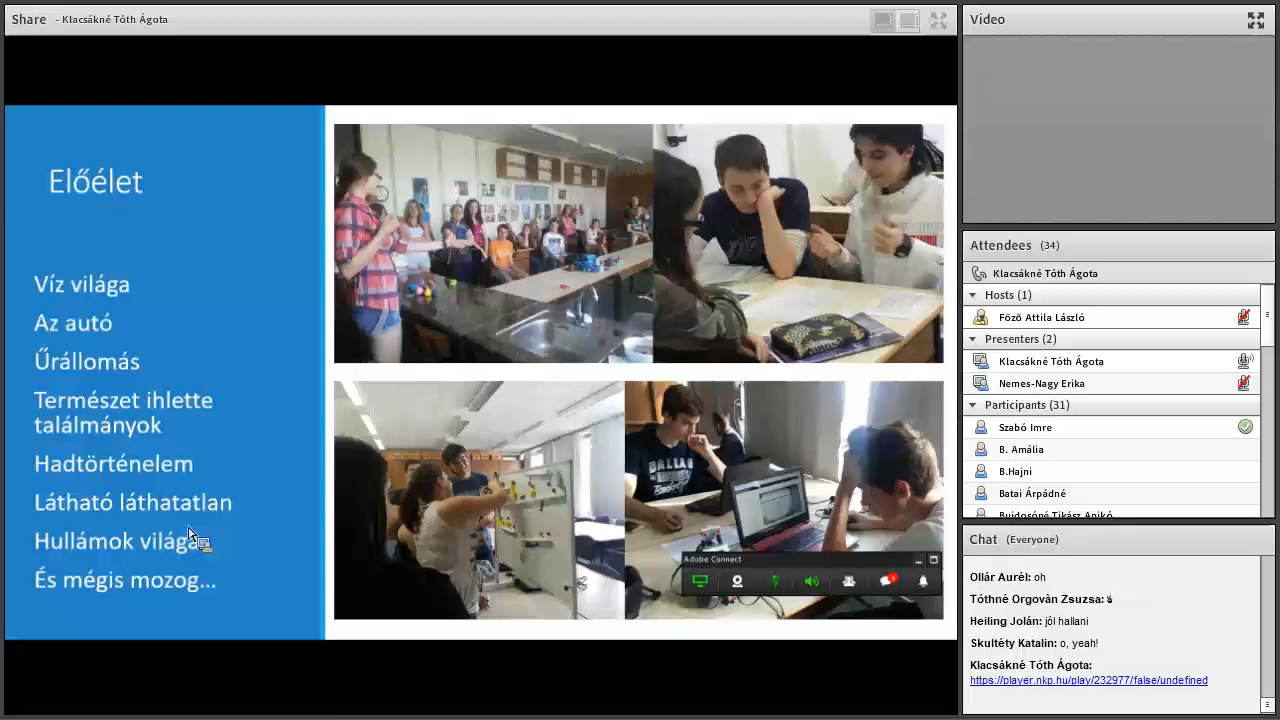 Share - Klacsákné Tóth Ágota
Előélet
Víz világa
Az autó
Űrállomás
Természet ihlette
találmányok
Hadtörténelem
Látható láthatatlan
Hullámok világa
És mégis mozog...
DALLAS
Adobe Connect
Video
Attendees (34)
Klacsákné Tóth Ágota
Hosts (1)
Főző Attila László
Presenters (2)
Klacsákné Tóth Ágota
Nemes-Nagy Erika
Participants (31)
Szabó Imre
B. Amália
B.Hajni
Batai Árpádné
Bujdosóné Tikász Anikó
Chat (Everyone)
Ollár Aurél: oh
Tóthné Orgovàn Zsuzsa:
Heiling Jolán: jól hallani
Skultéty Katalin: o, yeah!
Klacsákné Tóth Ágota:
https://player.nkp.hu/play/232977/false/undefined